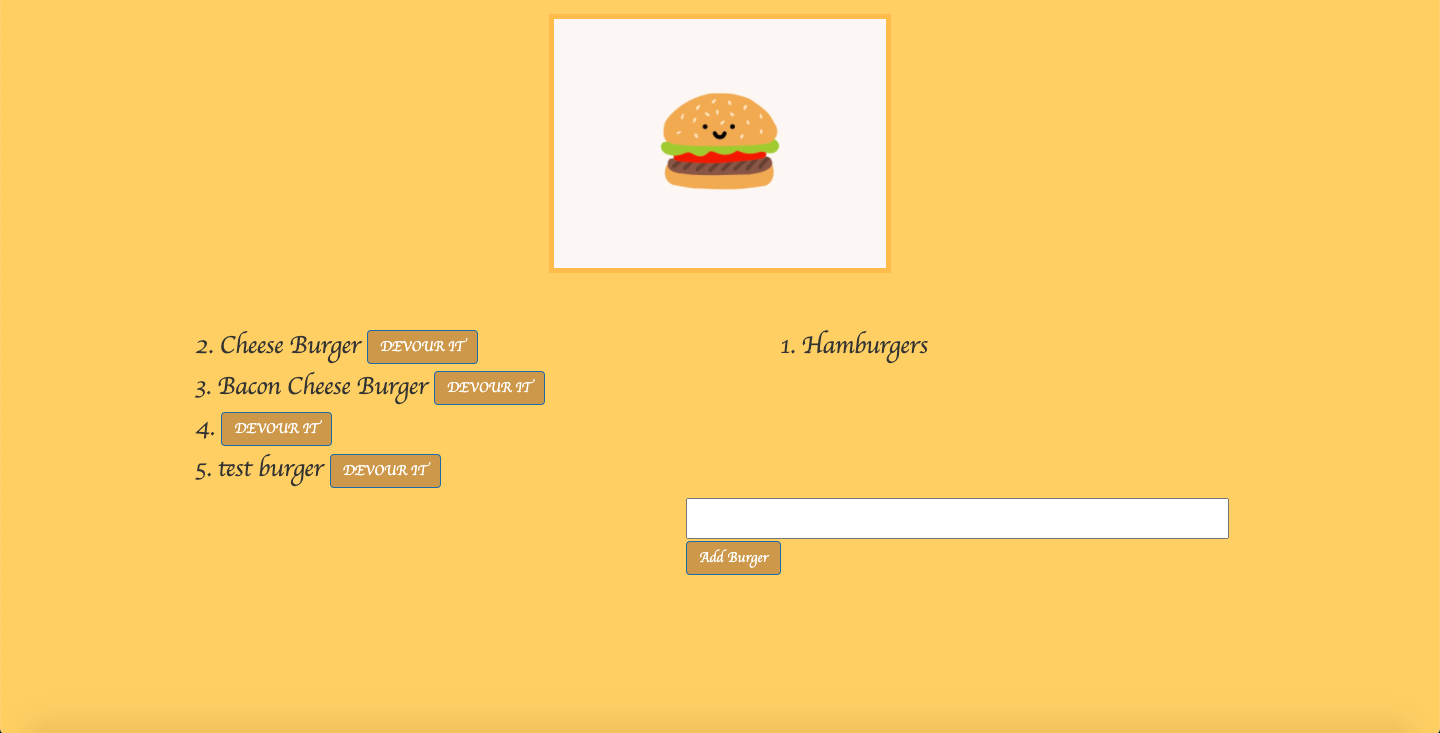 2. Cheese Burger DEVOUR IT
3. Bacon Cheese Burger DEVOUR IT
4. DEVOUR IT
5. test burger DEVOUR IT
1. Hamburgers
Add Burger